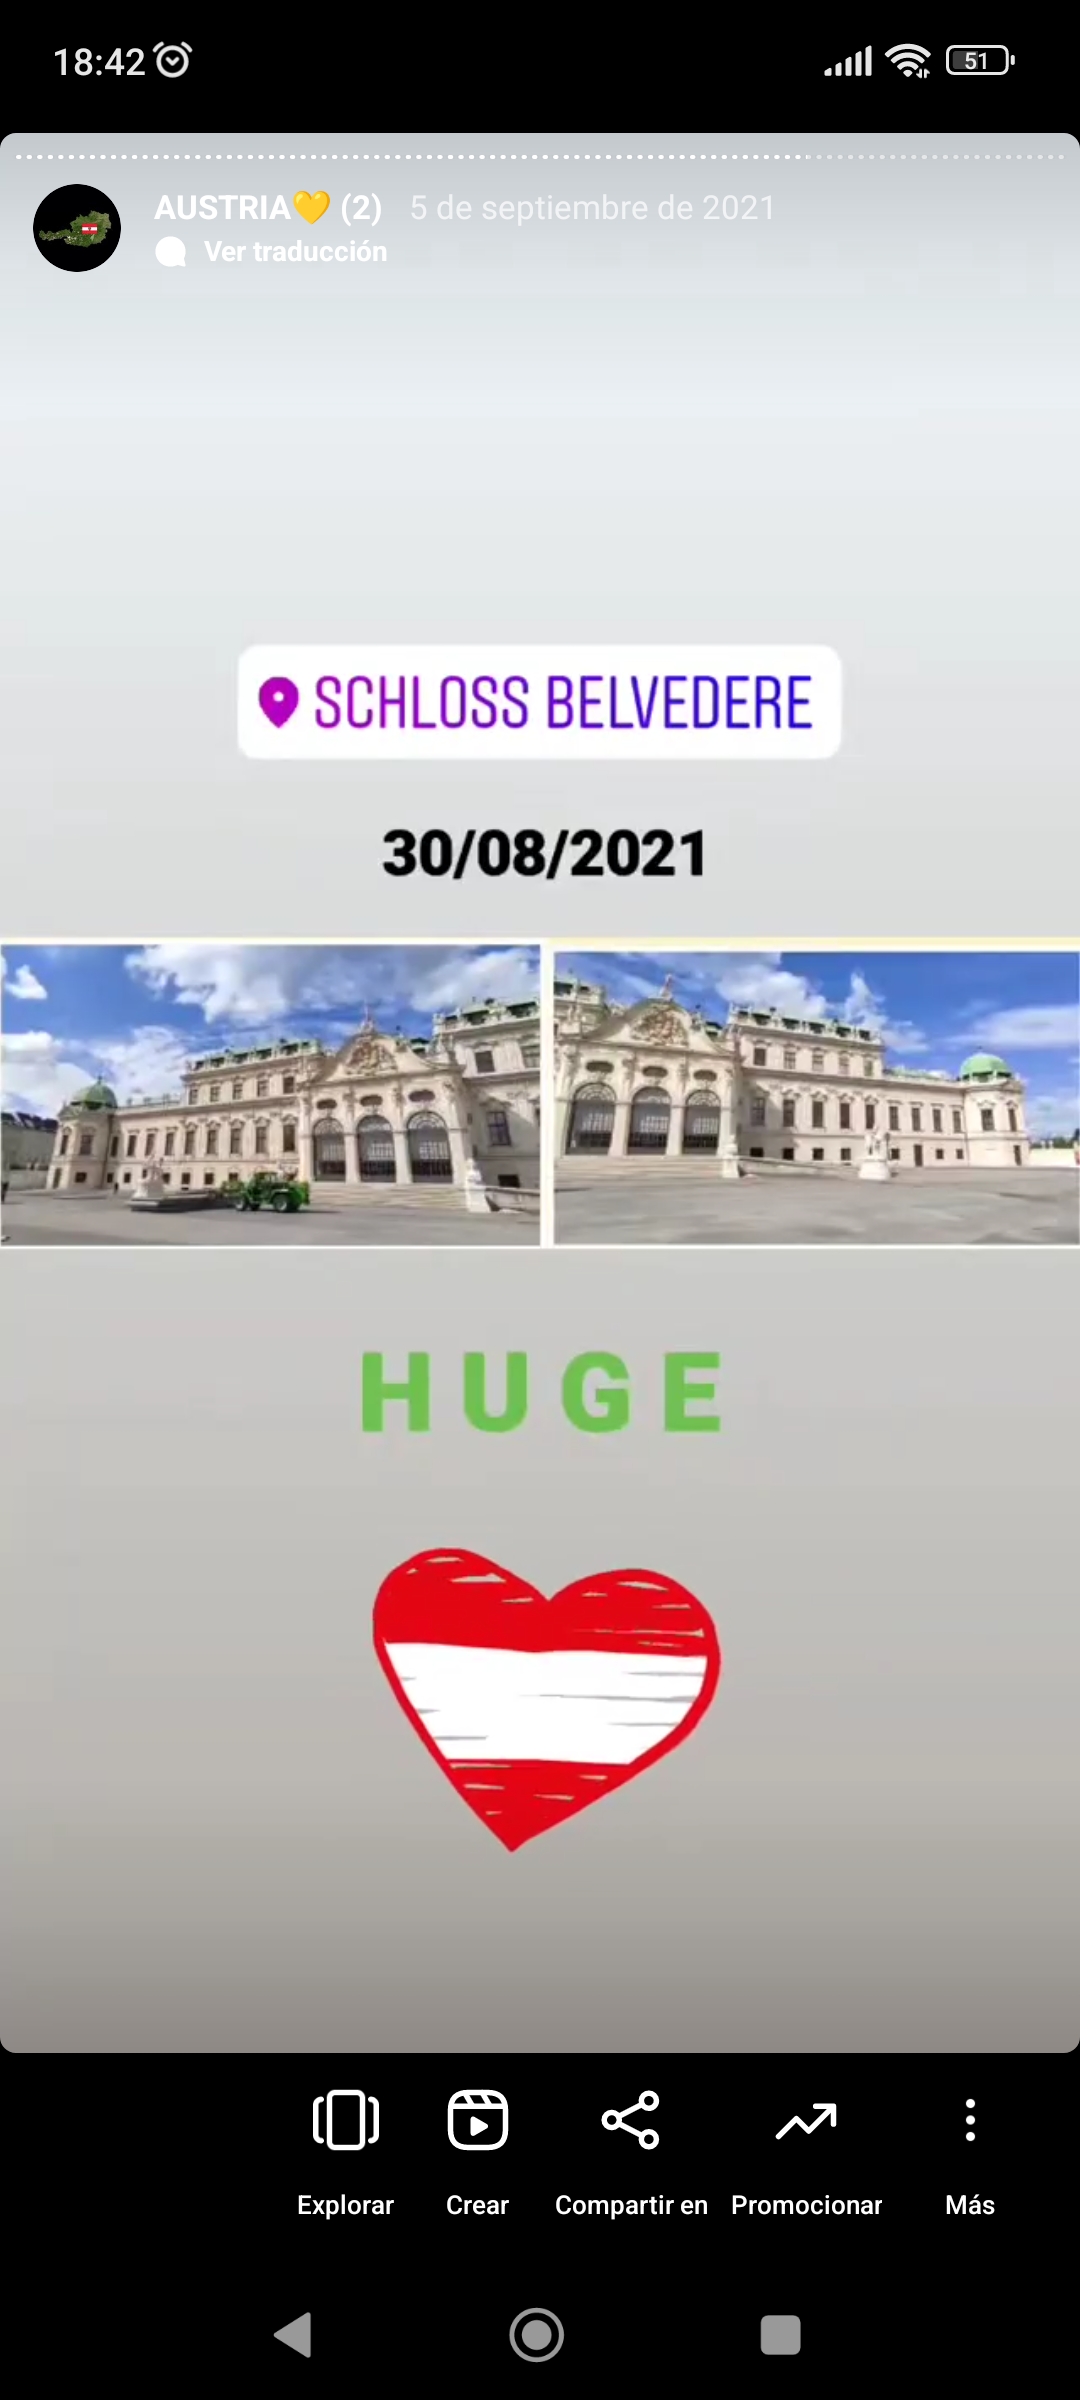 18:42
51
AUSTRIA💛 (2) 5 de septiembre de 2021
Ver traducción
SCHLOSS BELVEDERE
30/08/2021
HUGE
Explorar Crear Compartir en Promocionar Más